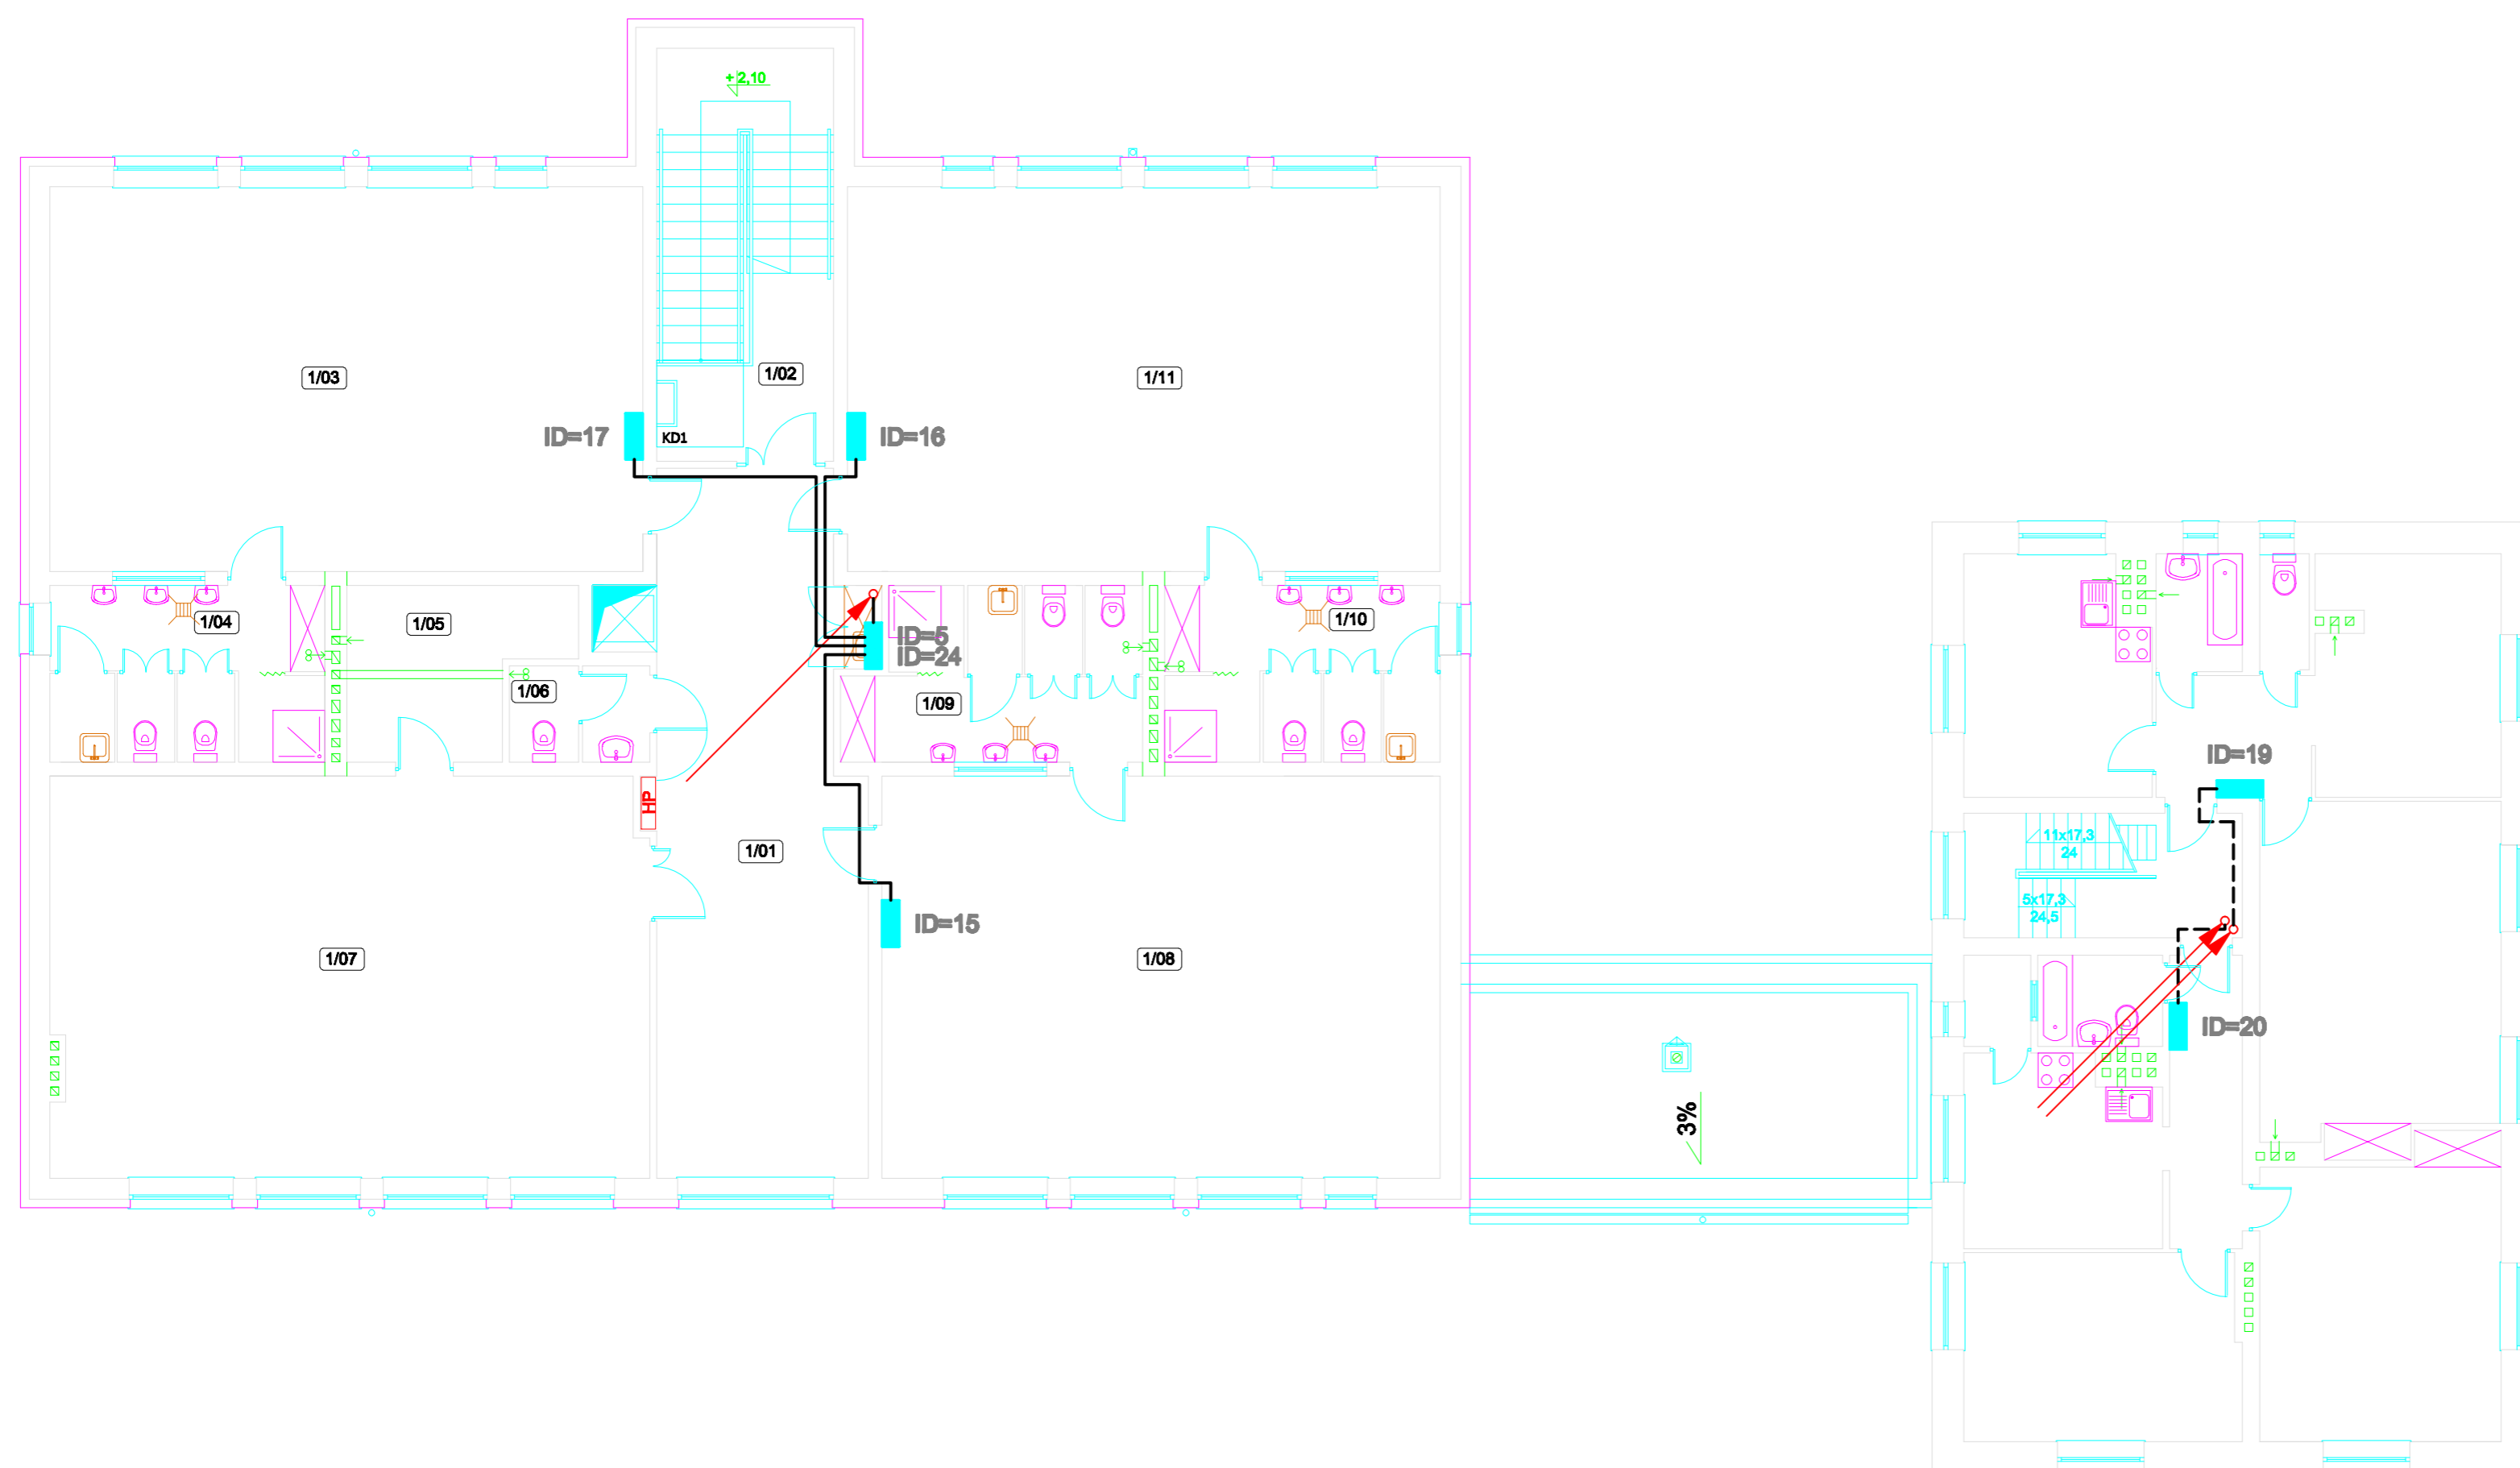 + 2,10
1/03
1/02
1/11
ID=17
KD1
ID=16
1/04
1/05
1/10
ID=5
ID=24
1/06
1/09
ID=19
HP
11x17,3
24
1/01
5x17,3
24,5
ID=15
1/07
1/08
ID=20
3%